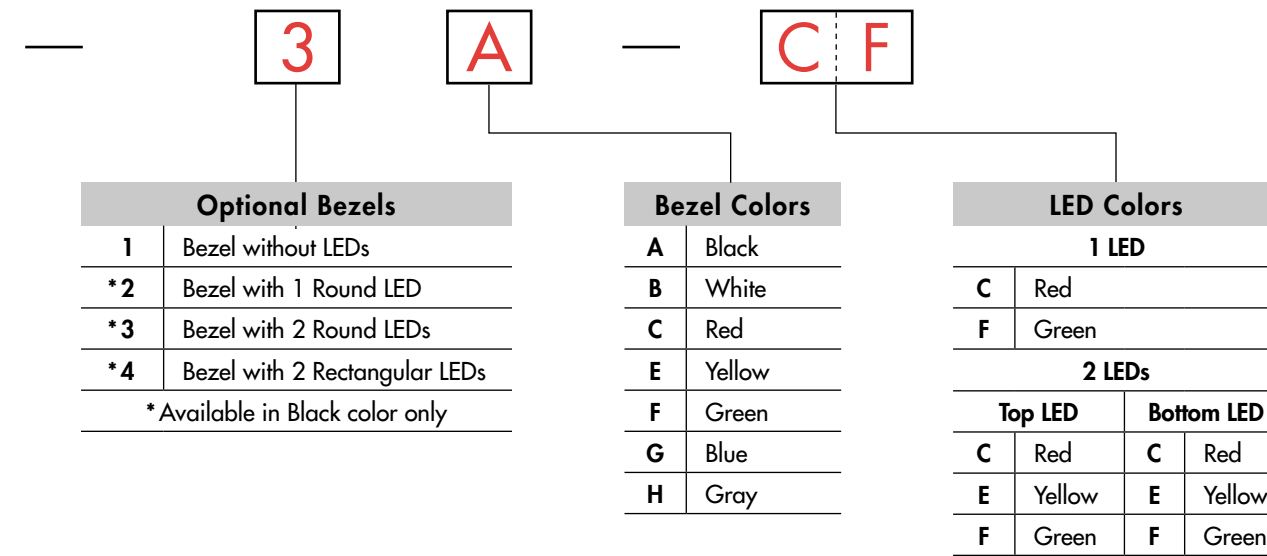 — 3 A — C F
Optional Bezels
1 Bezel without LEDs
*2 Bezel with 1 Round LED
*3 Bezel with 2 Round LEDs
*4 Bezel with 2 Rectangular LEDs
*Available in Black color only
Bezel Colors
A Black
B White
C Red
E Yellow
F Green
G Blue
H Gray
LED Colors
1 LED
C Red
F Green
2 LEDs
Top LED Bottom LED
C Red C Red
E Yellow E Yellow
F Green F Green